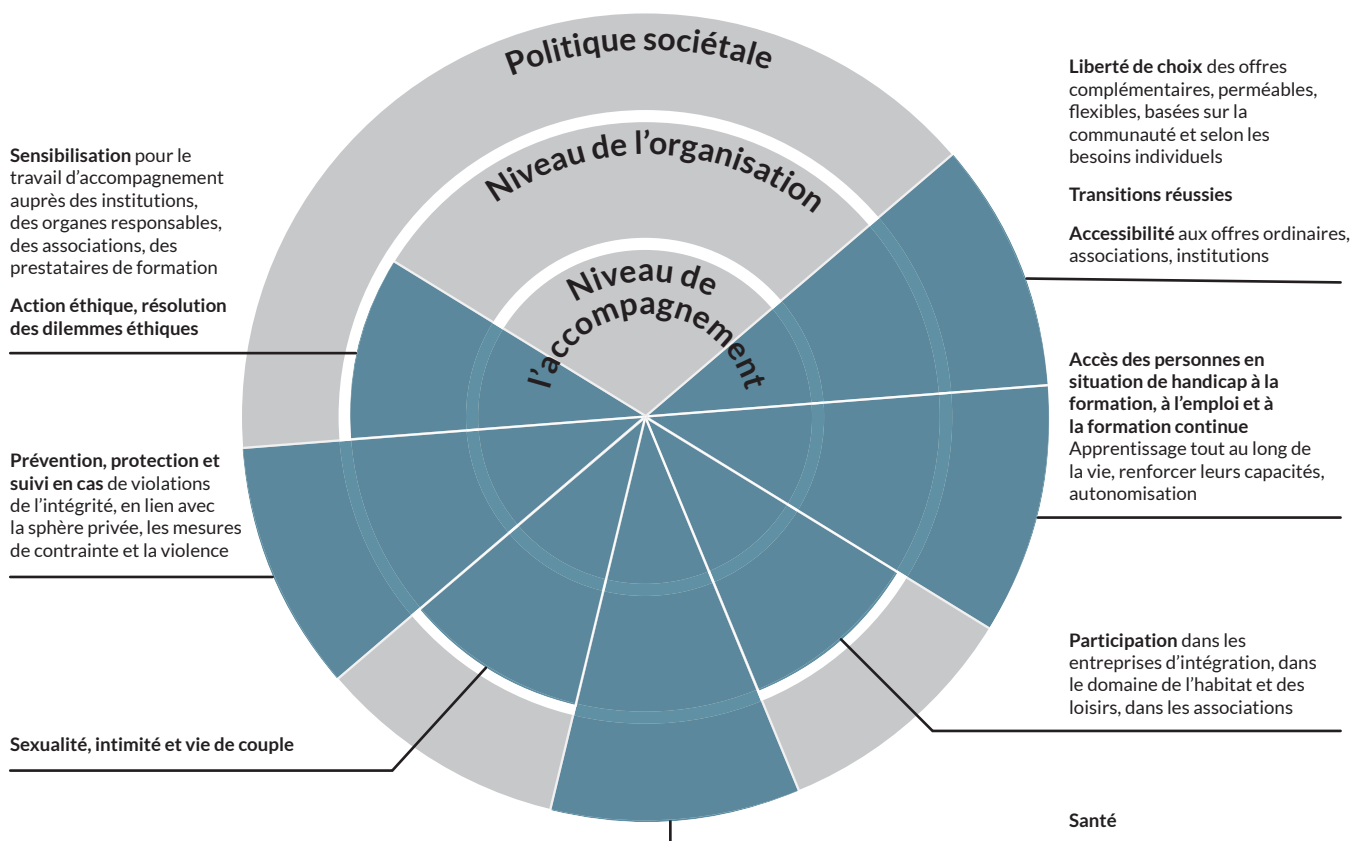 Politique sociétale
Niveau de l’organisation
Niveau de
l’accompagnement
Sensibilisation pour le
travail d’accompagnement
auprès des institutions,
des organes responsables,
des associations, des
prestataires de formation
Action éthique, résolution
des dilemmes éthiques
Prévention, protection et
suivi en cas de violations
de l’intégrité, en lien avec
la sphère privée, les mesures
de contrainte et la violence
Sexualité, intimité et vie de couple
Liberté de choix des offres
complémentaires, perméables,
flexibles, basées sur la
communauté et selon les
besoins individuels
Transitions réussies
Accessibilité aux offres ordinaires,
associations, institutions
Accès des personnes en
situation de handicap à la
formation, à l’emploi et à
la formation continue
Apprentissage tout au long de
la vie, renforcer leurs capacités,
autonomisation
Participation dans les
entreprises d’intégration, dans
le domaine de l’habitat et des
loisirs, dans les associations
Santé